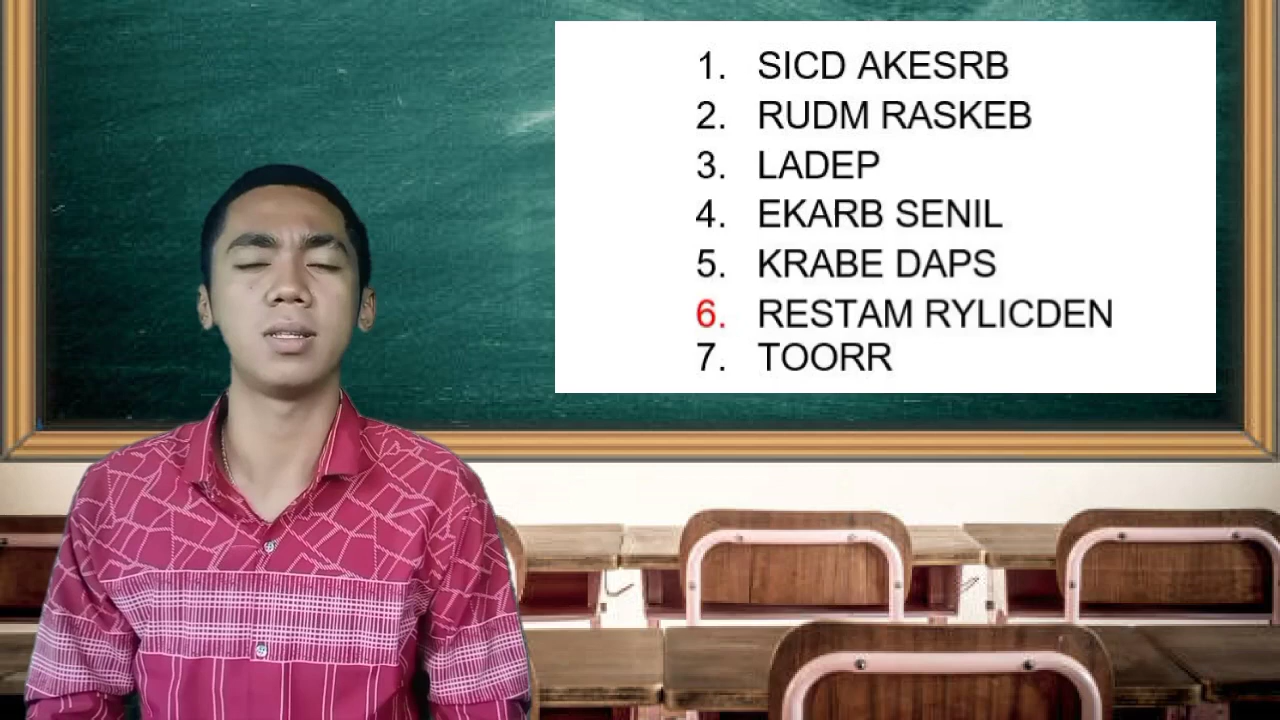 1. SICD AKESRB
2. RUDM RASKEB
3. LADEP
4. EKARB SENIL
5. KRABE DAPS
6. RESTAM RYLICDEN
7. TOORR